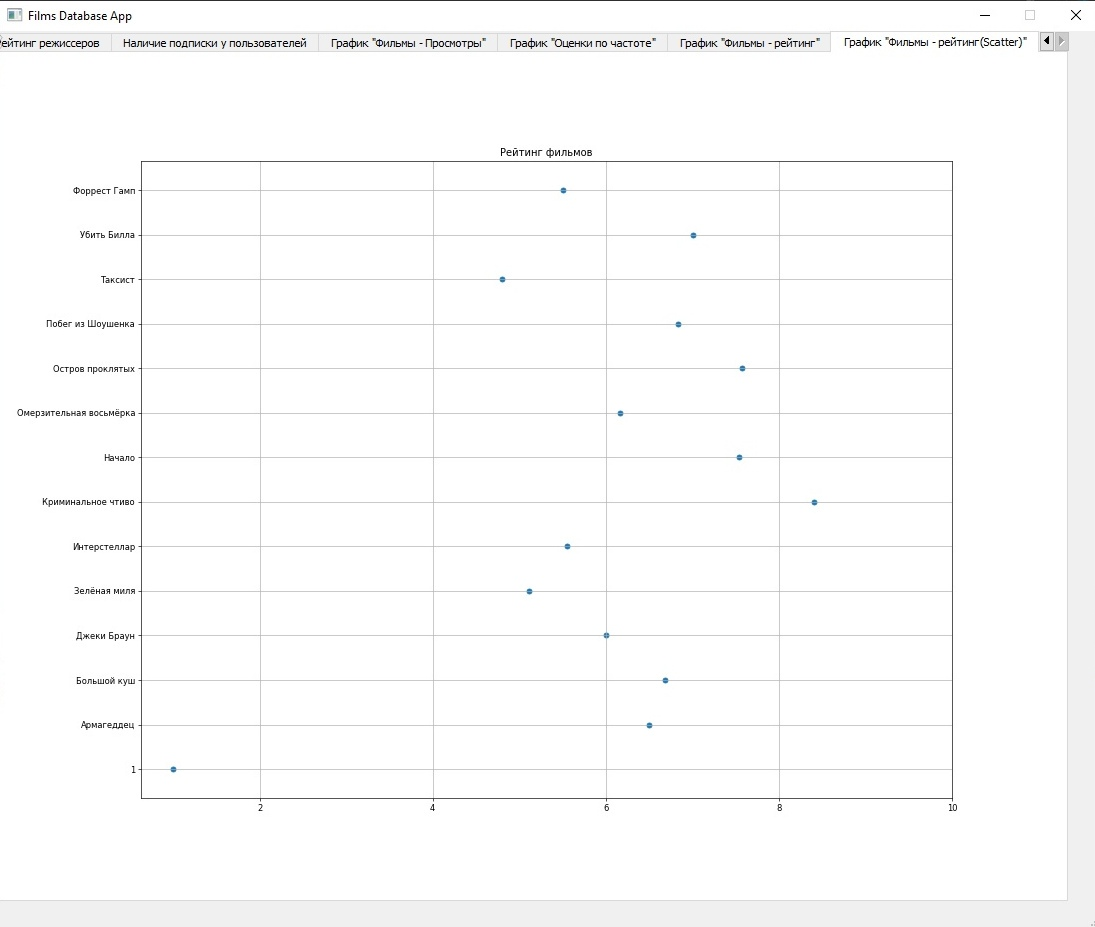 Films Database App
ейтинг режиссеров
Наличие подписки у пользователей
График "Фильмы - Просмотры"
График "Оценки по частоте"
График "Фильмы - рейтинг"
График "Фильмы - рейтинг(Scatter)"
Рейтинг фильмов
Форрест Гамп
Убить Билла
Таксист
Побег из Шоушенка
Остров проклятых
Омерзительная восьмёрка
Начало
Криминальное чтиво
Интерстеллар
Зелёная миля
Джеки Браун
Большой куш
Армагеддец
1
2 4 6 8 10